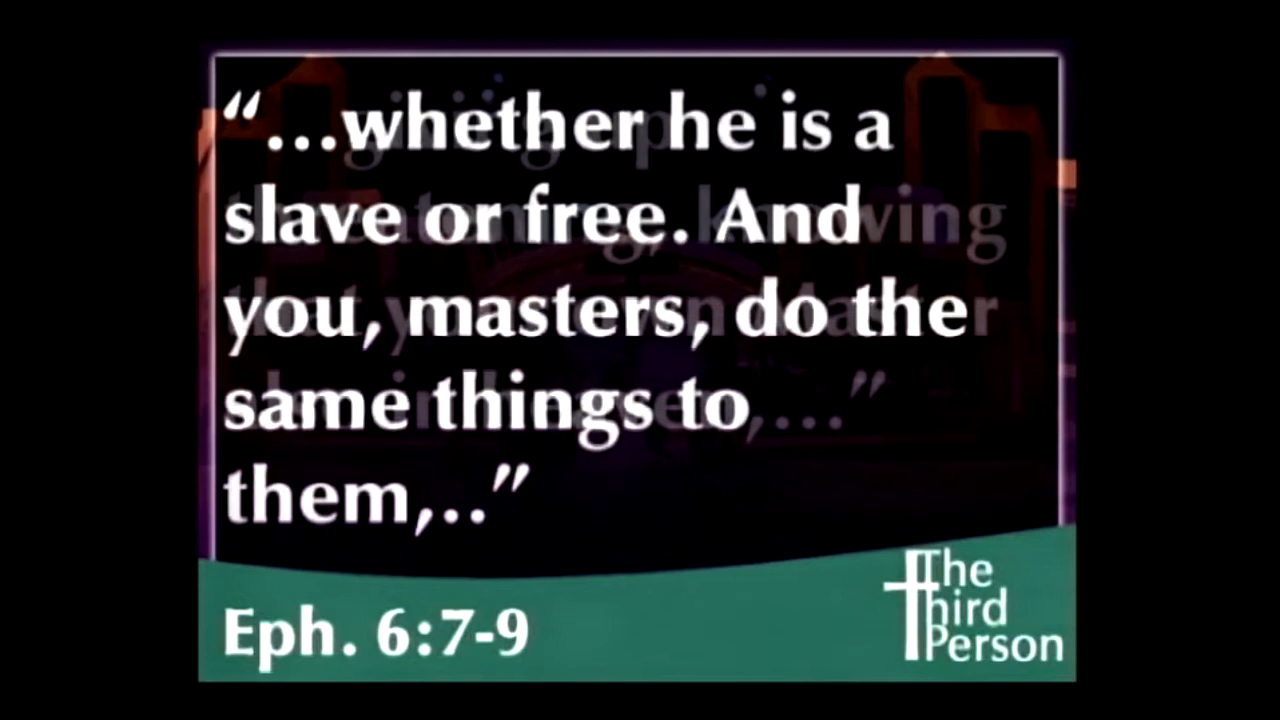 “...whether he is a
slave or free. And
you, masters, do the
same things to
them,..”
Eph. 6:7-9
The
Third
Person